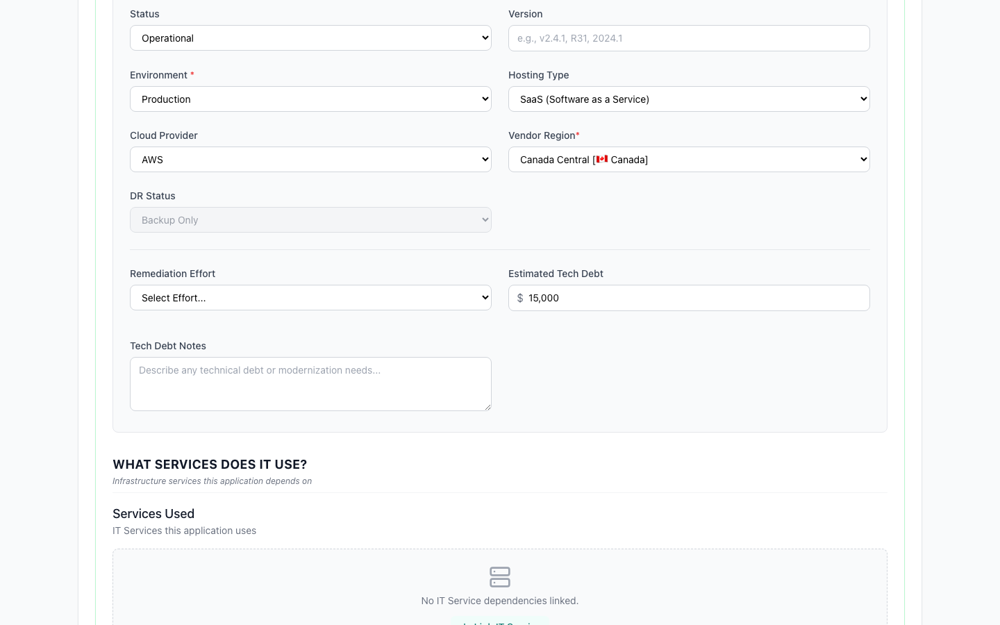 Status
Version
Operational
e.g., v2.4.1, R31, 2024.1
Environment *
Hosting Type
Production
SaaS (Software as a Service)
Cloud Provider
Vendor Region*
AWS
Canada Central [🇨🇦 Canada]
DR Status
Backup Only
Remediation Effort
Estimated Tech Debt
Select Effort...
$ 15,000
Tech Debt Notes
Describe any technical debt or modernization needs...
WHAT SERVICES DOES IT USE?
Infrastructure services this application depends on
Services Used
IT Services this application uses
No IT Service dependencies linked.